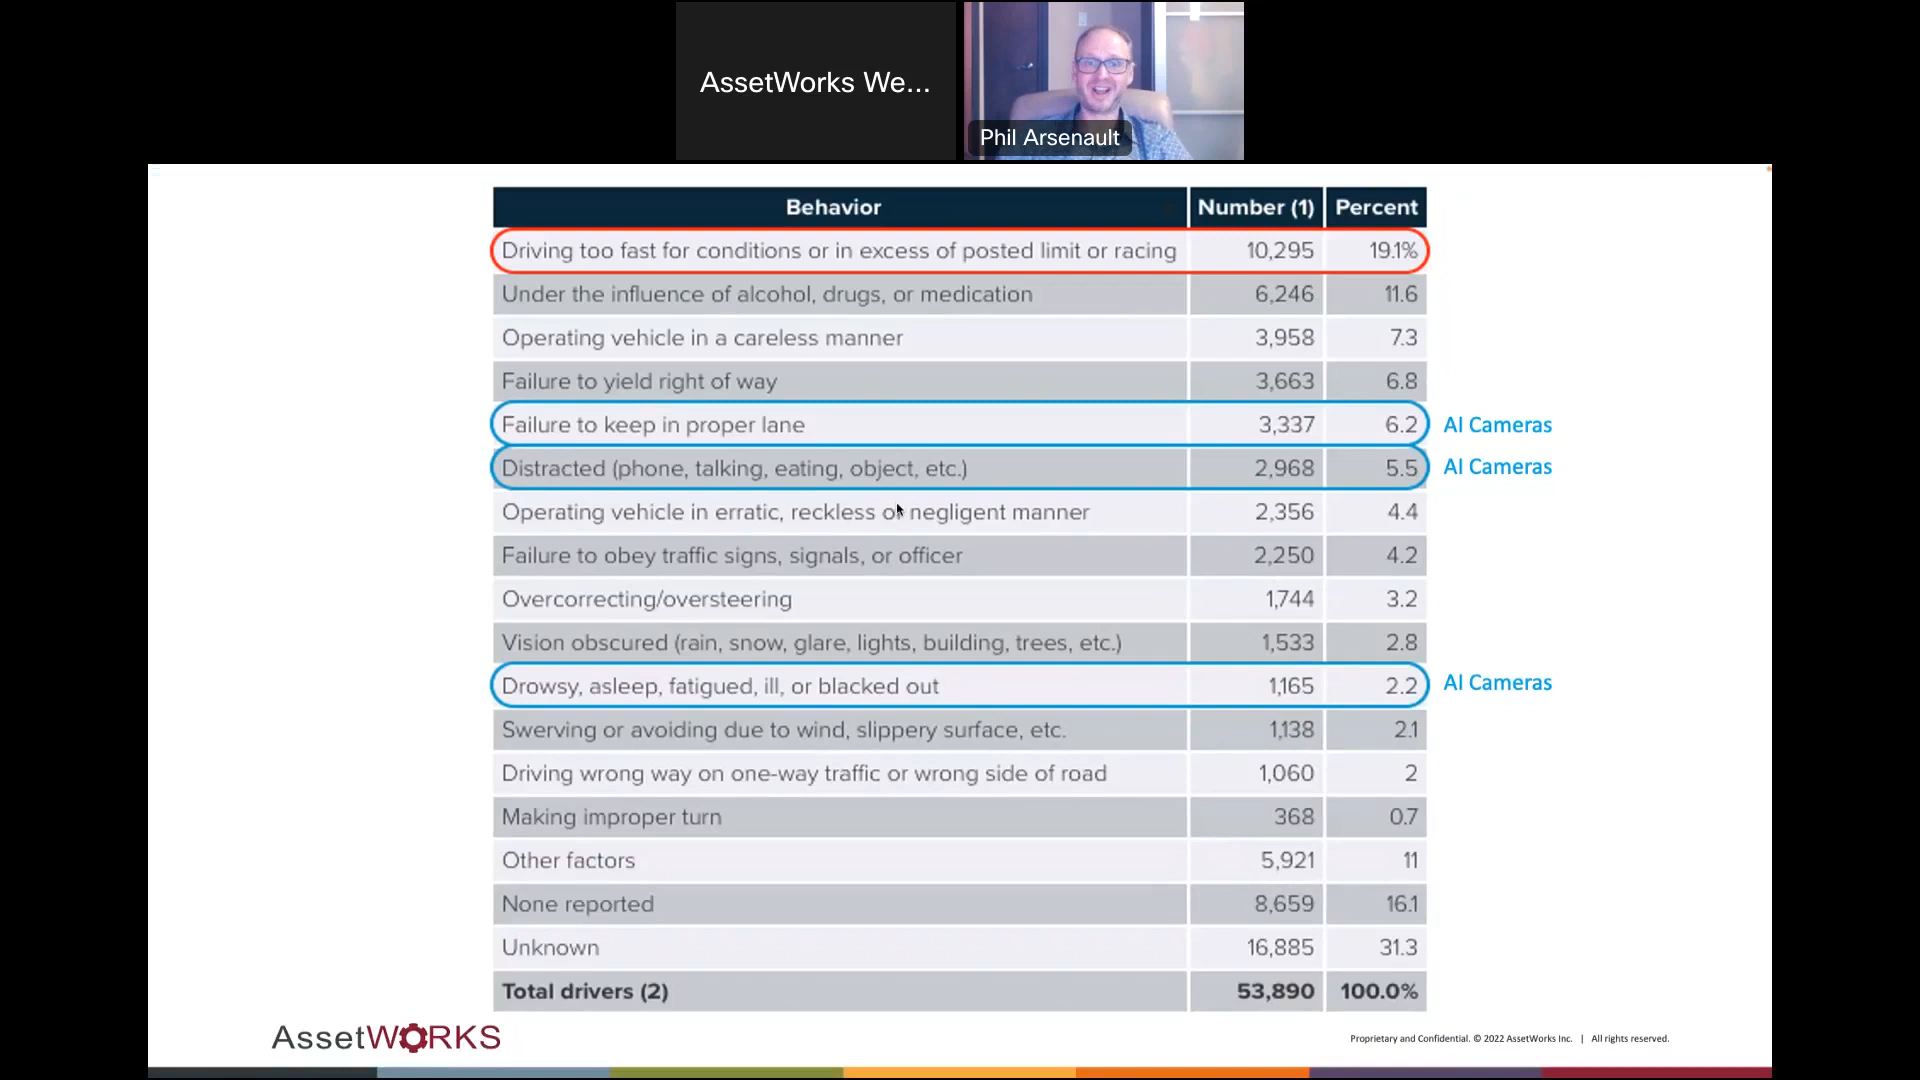 AssetWorks We...
Phil Arsenault
Behavior Number (1) Percent
Driving too fast for conditions or in excess of posted limit or racing 10,295 19.1%
Under the influence of alcohol, drugs, or medication 6,246 11.6
Operating vehicle in a careless manner 3,958 7.3
Failure to yield right of way 3,663 6.8
Failure to keep in proper lane 3,337 6.2 AI Cameras
Distracted (phone, talking, eating, object, etc.) 2,968 5.5 AI Cameras
Operating vehicle in erratic, reckless or negligent manner 2,356 4.4
Failure to obey traffic signs, signals, or officer 2,250 4.2
Overcorrecting/oversteering 1,744 3.2
Vision obscured (rain, snow, glare, lights, building, trees, etc.) 1,533 2.8
Drowsy, asleep, fatigued, ill, or blacked out 1,165 2.2 AI Cameras
Swerving or avoiding due to wind, slippery surface, etc. 1,138 2.1
Driving wrong way on one-way traffic or wrong side of road 1,060 2
Making improper turn 368 0.7
Other factors 5,921 11
None reported 8,659 16.1
Unknown 16,885 31.3
Total drivers (2) 53,890 100.0%
AssetWORKS
Proprietary and Confidential. © 2022 AssetWorks Inc. | All rights reserved.